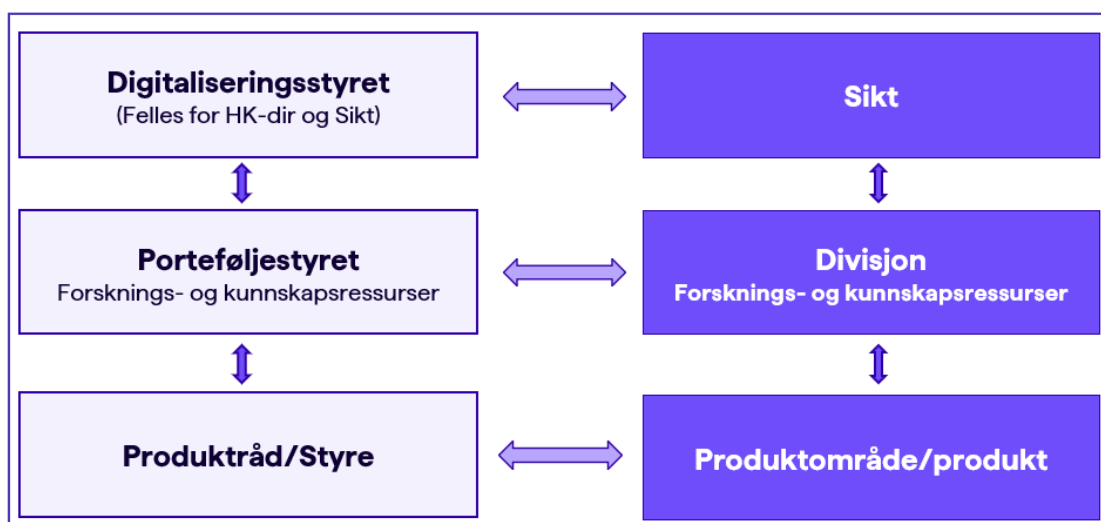 Digitaliseringsstyret
(Felles for HK-dir og Sikt)
Sikt
Porteføljestyret
Forsknings- og kunnskapsressurser
Divisjon
Forsknings- og kunnskapsressurser
Produktråd/Styre
Produktområde/produkt